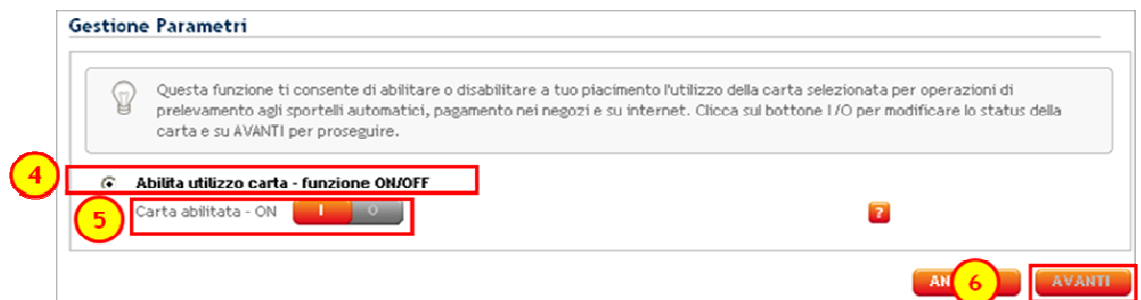 Gestione Parametri
Questa funzione ti consente di abilitare o disabilitare a tuo piacimento l'utilizzo della carta selezionata per operazioni di
prelevamento agli sportelli automatici, pagamento nei negozi e su internet. Clicca sul bottone I/O per modificare lo status della
carta e su AVANTI per proseguire.
4
Abilita utilizzo carta - funzione ON/OFF
5
Carta abilitata - ON I O ?
AN 6 AVANTI